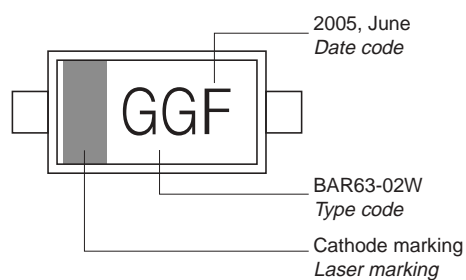 2005, June
Date code
GGF
BAR63-02W
Type code
Cathode marking
Laser marking